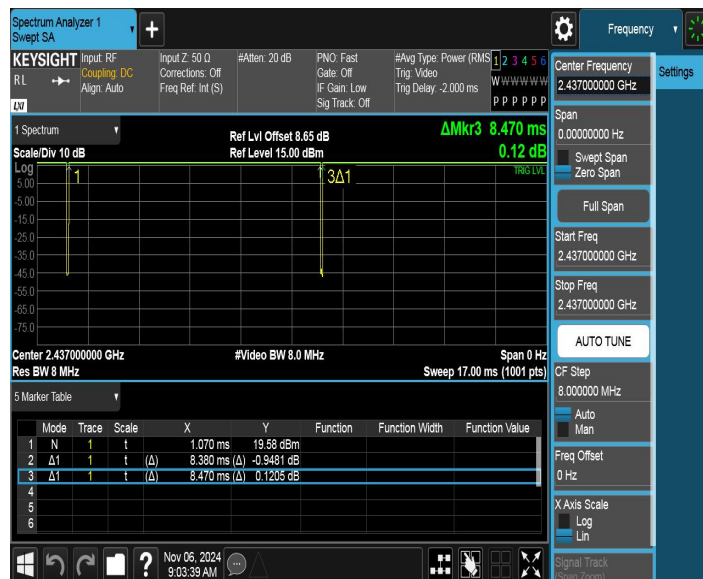 Spectrum Analyzer 1
Swept SA
+
Frequency
KEYSIGHT
RL
LXI
Input: RF
Coupling: DC
Align: Auto
Input Z: 50 Ω
Corrections: Off
Freq Ref: Int (S)
#Atten: 20 dB
PNO: Fast
Gate: Off
IF Gain: Low
Sig Track: Off
#Avg Type: Power (RMS
Trig: Video
Trig Delay: -2.000 ms
1 2 3 4 5 6
W W W W W W
P P P P P P
1 Spectrum
Scale/Div 10 dB
Ref Lvl Offset 8.65 dB
Ref Level 15.00 dBm
ΔMkr3 8.470 ms
0.12 dB
Log
TRIG LVL
1
3Δ1
5.00
-5.00
-15.0
-25.0
-35.0
-45.0
-55.0
-65.0
-75.0
Center 2.437000000 GHz
#Video BW 8.0 MHz
Span 0 Hz
Res BW 8 MHz
Sweep 17.00 ms (1001 pts)
5 Marker Table
Mode Trace Scale X Y Function Function Width Function Value
1 N 1 t 1.070 ms 19.58 dBm
2 Δ1 1 t (Δ) 8.380 ms (Δ) -0.9481 dB
3 Δ1 1 t (Δ) 8.470 ms (Δ) 0.1205 dB
4
5
6
?
Nov 06, 2024
9:03:39 AM
Center Frequency
2.437000000 GHz
Span
0.00000000 Hz
Swept Span
Zero Span
Full Span
Start Freq
2.437000000 GHz
Stop Freq
2.437000000 GHz
AUTO TUNE
CF Step
8.000000 MHz
Auto
Man
Freq Offset
0 Hz
X Axis Scale
Log
Lin
Signal Track
(Span Zoom)
Settings